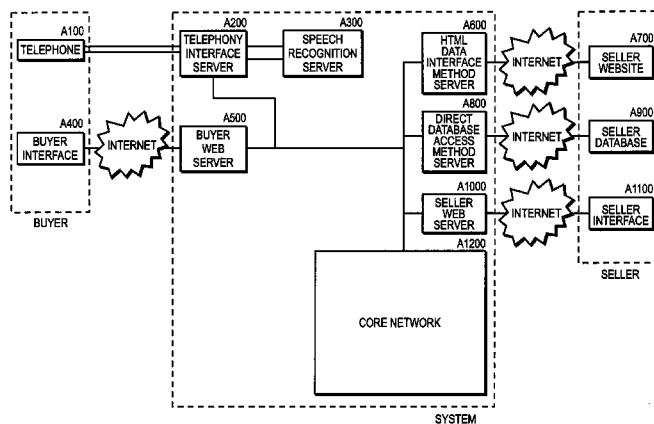 A100
TELEPHONE
A200
TELEPHONY
INTERFACE
SERVER
A300
SPEECH
RECOGNITION
SERVER
A600
HTML
DATA
INTERFACE
METHOD
SERVER
INTERNET
A700
SELLER
WEBSITE
A400
BUYER
INTERFACE
INTERNET
A500
BUYER
WEB
SERVER
A800
DIRECT
DATABASE
ACCESS
METHOD
SERVER
INTERNET
A900
SELLER
DATABASE
A1000
SELLER
WEB
SERVER
INTERNET
A1100
SELLER
INTERFACE
BUYER
A1200
CORE NETWORK
SELLER
SYSTEM